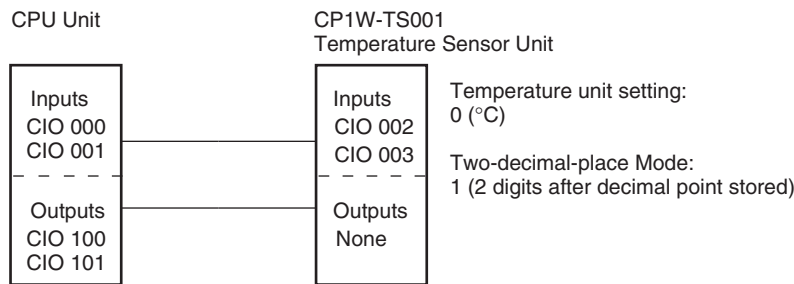 CPU Unit
CP1W-TS001
Temperature Sensor Unit
Inputs
CIO 000
CIO 001
Outputs
CIO 100
CIO 101
Inputs
CIO 002
CIO 003
Outputs
None
Temperature unit setting:
0 (°C)
Two-decimal-place Mode:
1 (2 digits after decimal point stored)